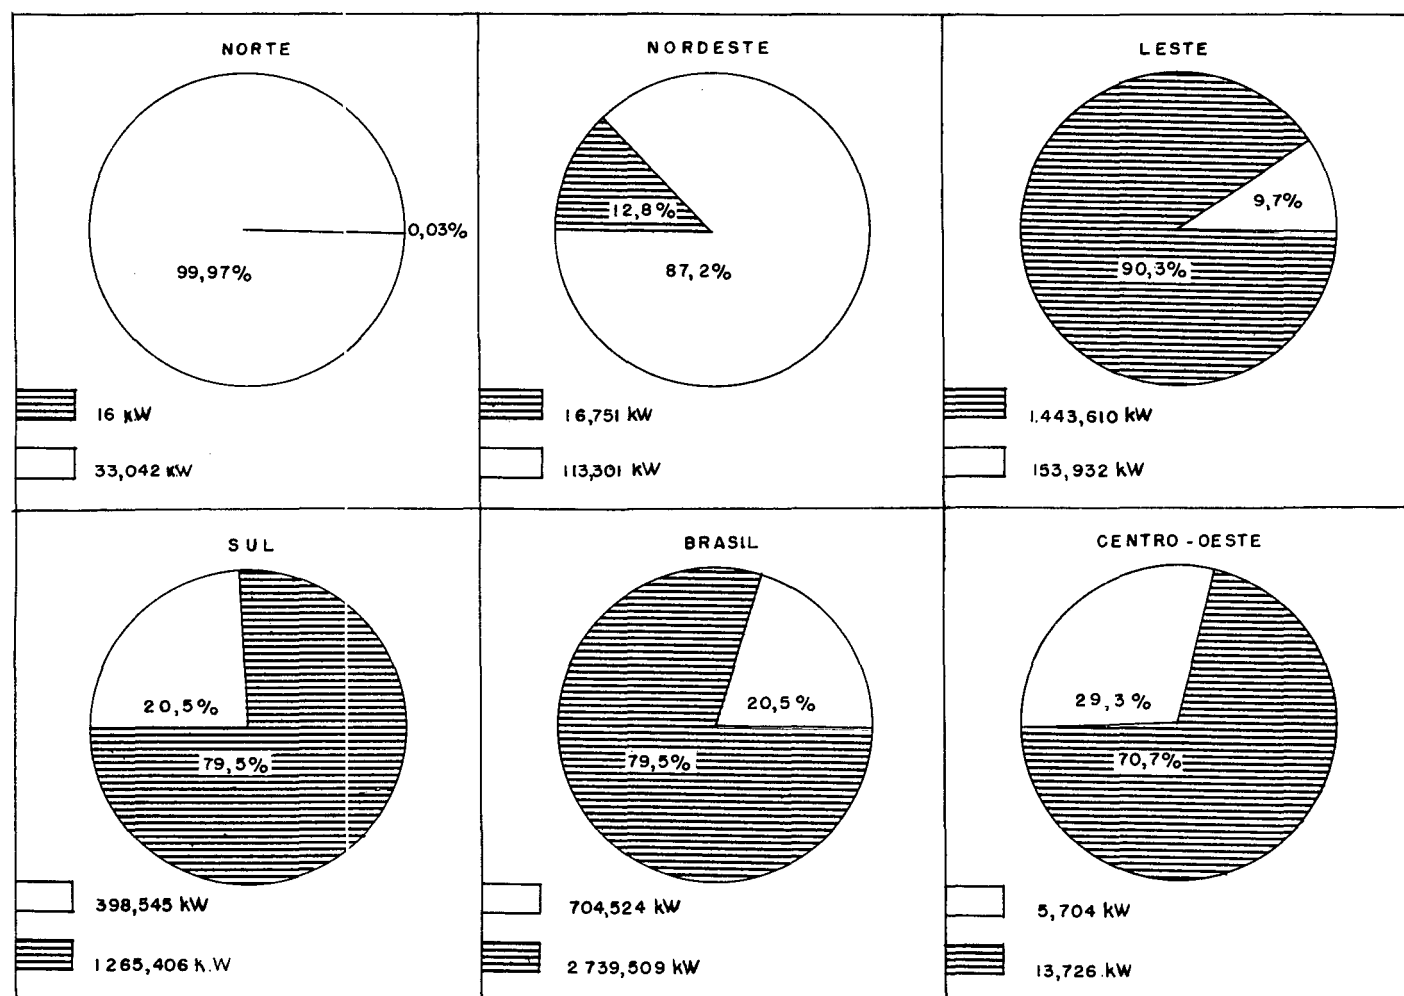 NORTE
0,03%
99,97%
16 KW
33,042 KW
NORDESTE
12,8%
87,2%
16,751 kW
113,301 kW
LESTE
9,7%
90,3%
1.443,610 kW
153,932 kW
SUL
20,5%
79,5%
398,545 kW
1265,406 K.W
BRASIL
20,5%
79,5%
704,524 kW
2 739,509 kW
CENTRO-OESTE
29,3%
70,7%
5,704 kW
13,726.kW